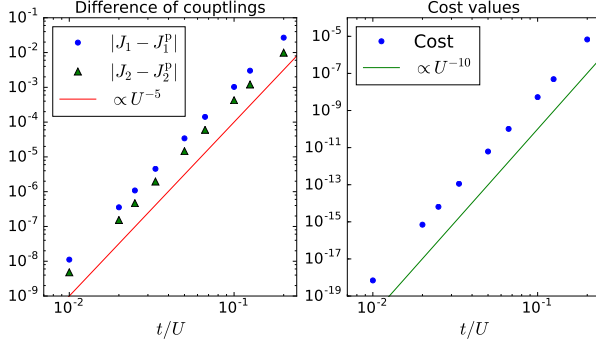 Difference of couptlings
|J₁ − J₁ᵖ|
|J₂ − J₂ᵖ|
∝ U⁻⁵
10⁻¹
10⁻²
10⁻³
10⁻⁴
10⁻⁵
10⁻⁶
10⁻⁷
10⁻⁸
10⁻⁹
10⁻² 10⁻¹
t/U
Cost values
Cost
∝ U⁻¹⁰
10⁻⁵
10⁻⁷
10⁻⁹
10⁻¹¹
10⁻¹³
10⁻¹⁵
10⁻¹⁷
10⁻¹⁹
10⁻² 10⁻¹
t/U